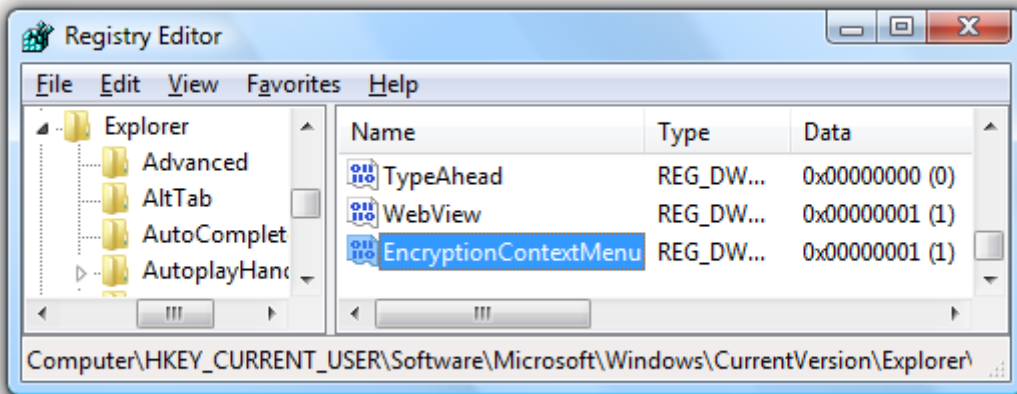 Registry Editor
File Edit View Favorites Help
Explorer
Advanced
AltTab
AutoComplet
AutoplayHand
Name Type Data
TypeAhead REG_DW... 0x00000000 (0)
WebView REG_DW... 0x00000001 (1)
EncryptionContextMenu REG_DW... 0x00000001 (1)
Computer\HKEY_CURRENT_USER\Software\Microsoft\Windows\CurrentVersion\Explorer\